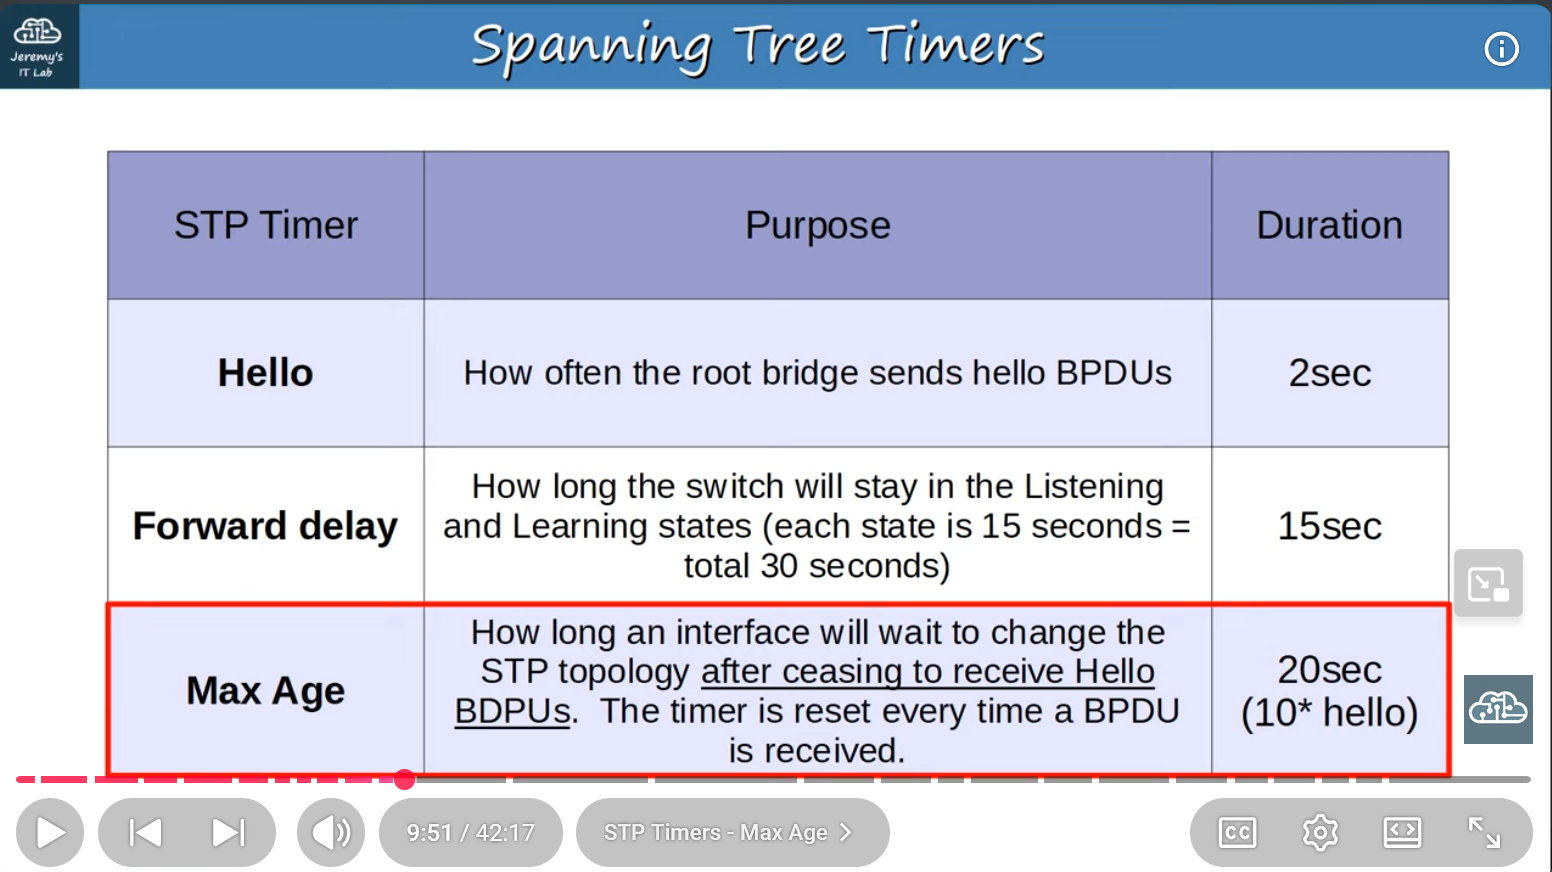 Jeremy's
IT Lab
Spanning Tree Timers
STP Timer
Purpose
Duration
Hello
How often the root bridge sends hello BPDUs
2sec
Forward delay
How long the switch will stay in the Listening
and Learning states (each state is 15 seconds =
total 30 seconds)
15sec
Max Age
How long an interface will wait to change the
STP topology after ceasing to receive Hello
BDPUs.  The timer is reset every time a BPDU
is received.
20sec
(10* hello)
9:51 / 42:17
STP Timers - Max Age
CC